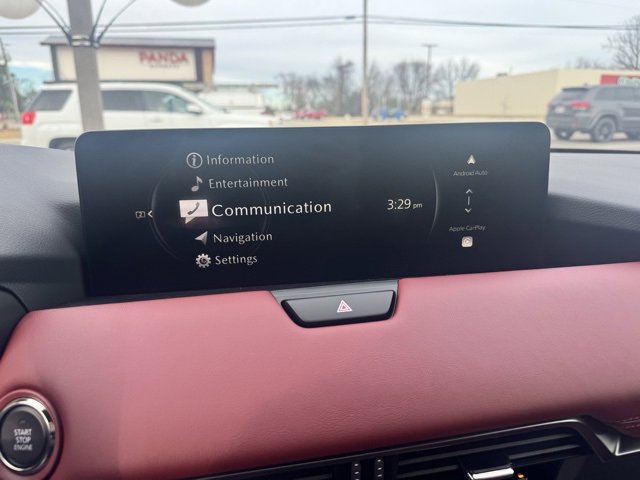 PANDA
Information
Entertainment
Communication
Navigation
Settings
3:29 pm
Android Auto
Apple CarPlay
START
STOP
ENGINE